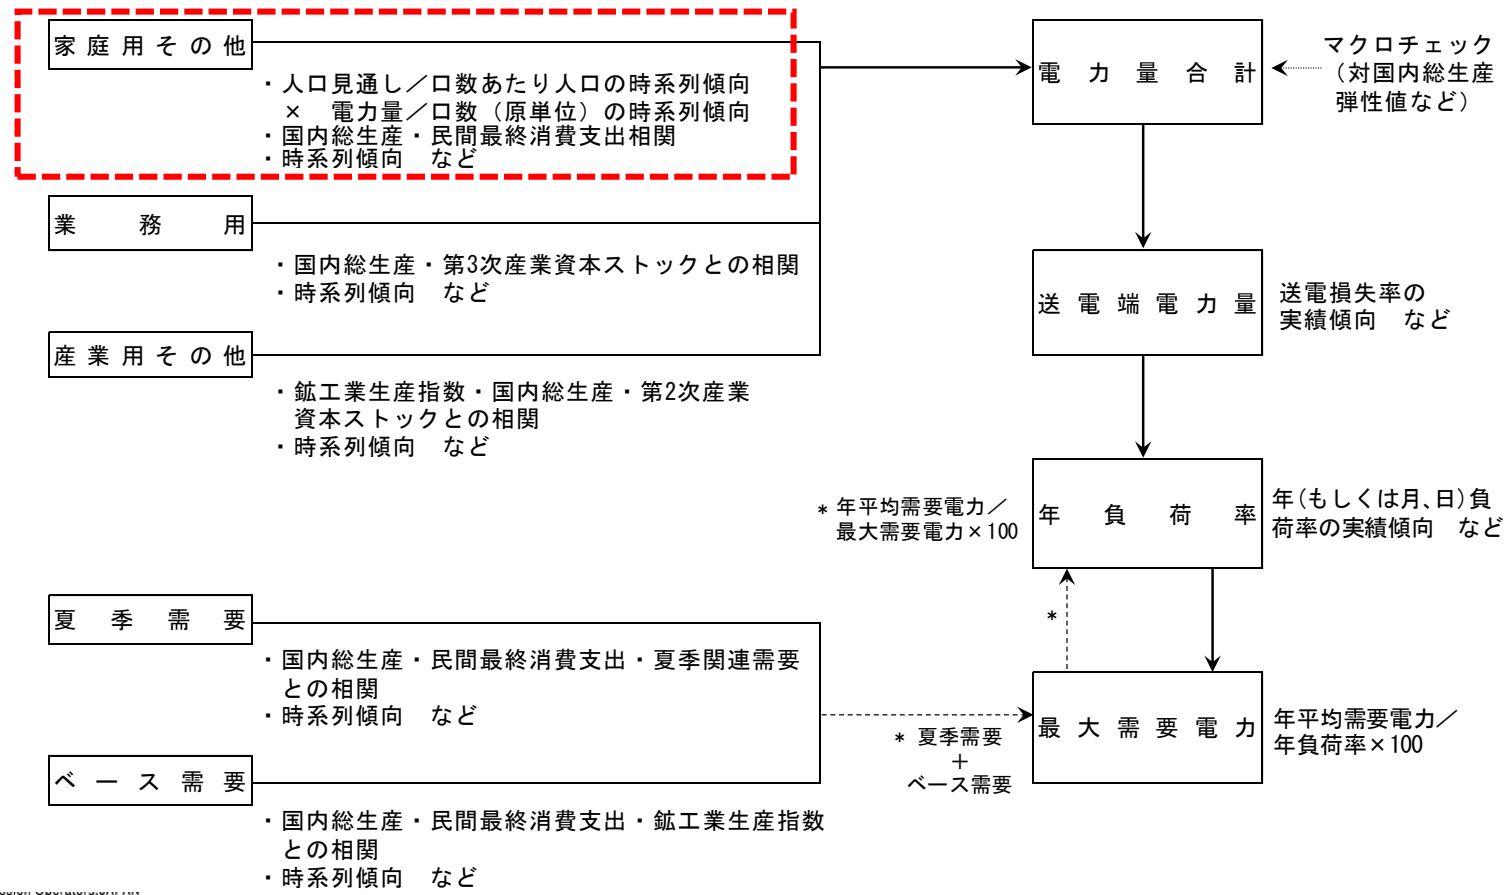 家庭用その他
・人口見通し／口数あたり人口の時系列傾向
× 電力量／口数（原単位）の時系列傾向
・国内総生産・民間最終消費支出相関
・時系列傾向　など
業務用
・国内総生産・第3次産業資本ストックとの相関
・時系列傾向　など
産業用その他
・鉱工業生産指数・国内総生産・第2次産業
資本ストックとの相関
・時系列傾向　など
夏季需要
・国内総生産・民間最終消費支出・夏季関連需要
との相関
・時系列傾向　など
ベース需要
・国内総生産・民間最終消費支出・鉱工業生産指数
との相関
・時系列傾向　など
電力量合計
マクロチェック
（対国内総生産
弾性値など）
送電端電力量
送電損失率の
実績傾向　など
* 年平均需要電力／
最大需要電力×100
年負荷率
年(もしくは月、日)負
荷率の実績傾向　など
*
* 夏季需要
＋
ベース需要
最大需要電力
年平均需要電力／
年負荷率×100